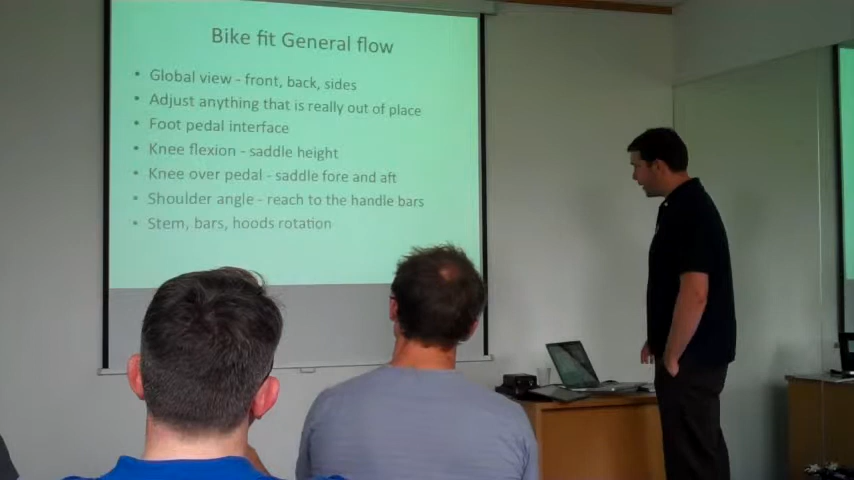 Bike fit General flow
• Global view - front, back, sides
• Adjust anything that is really out of place
• Foot pedal interface
• Knee flexion - saddle height
• Knee over pedal - saddle fore and aft
• Shoulder angle - reach to the handle bars
• Stem, bars, hoods rotation